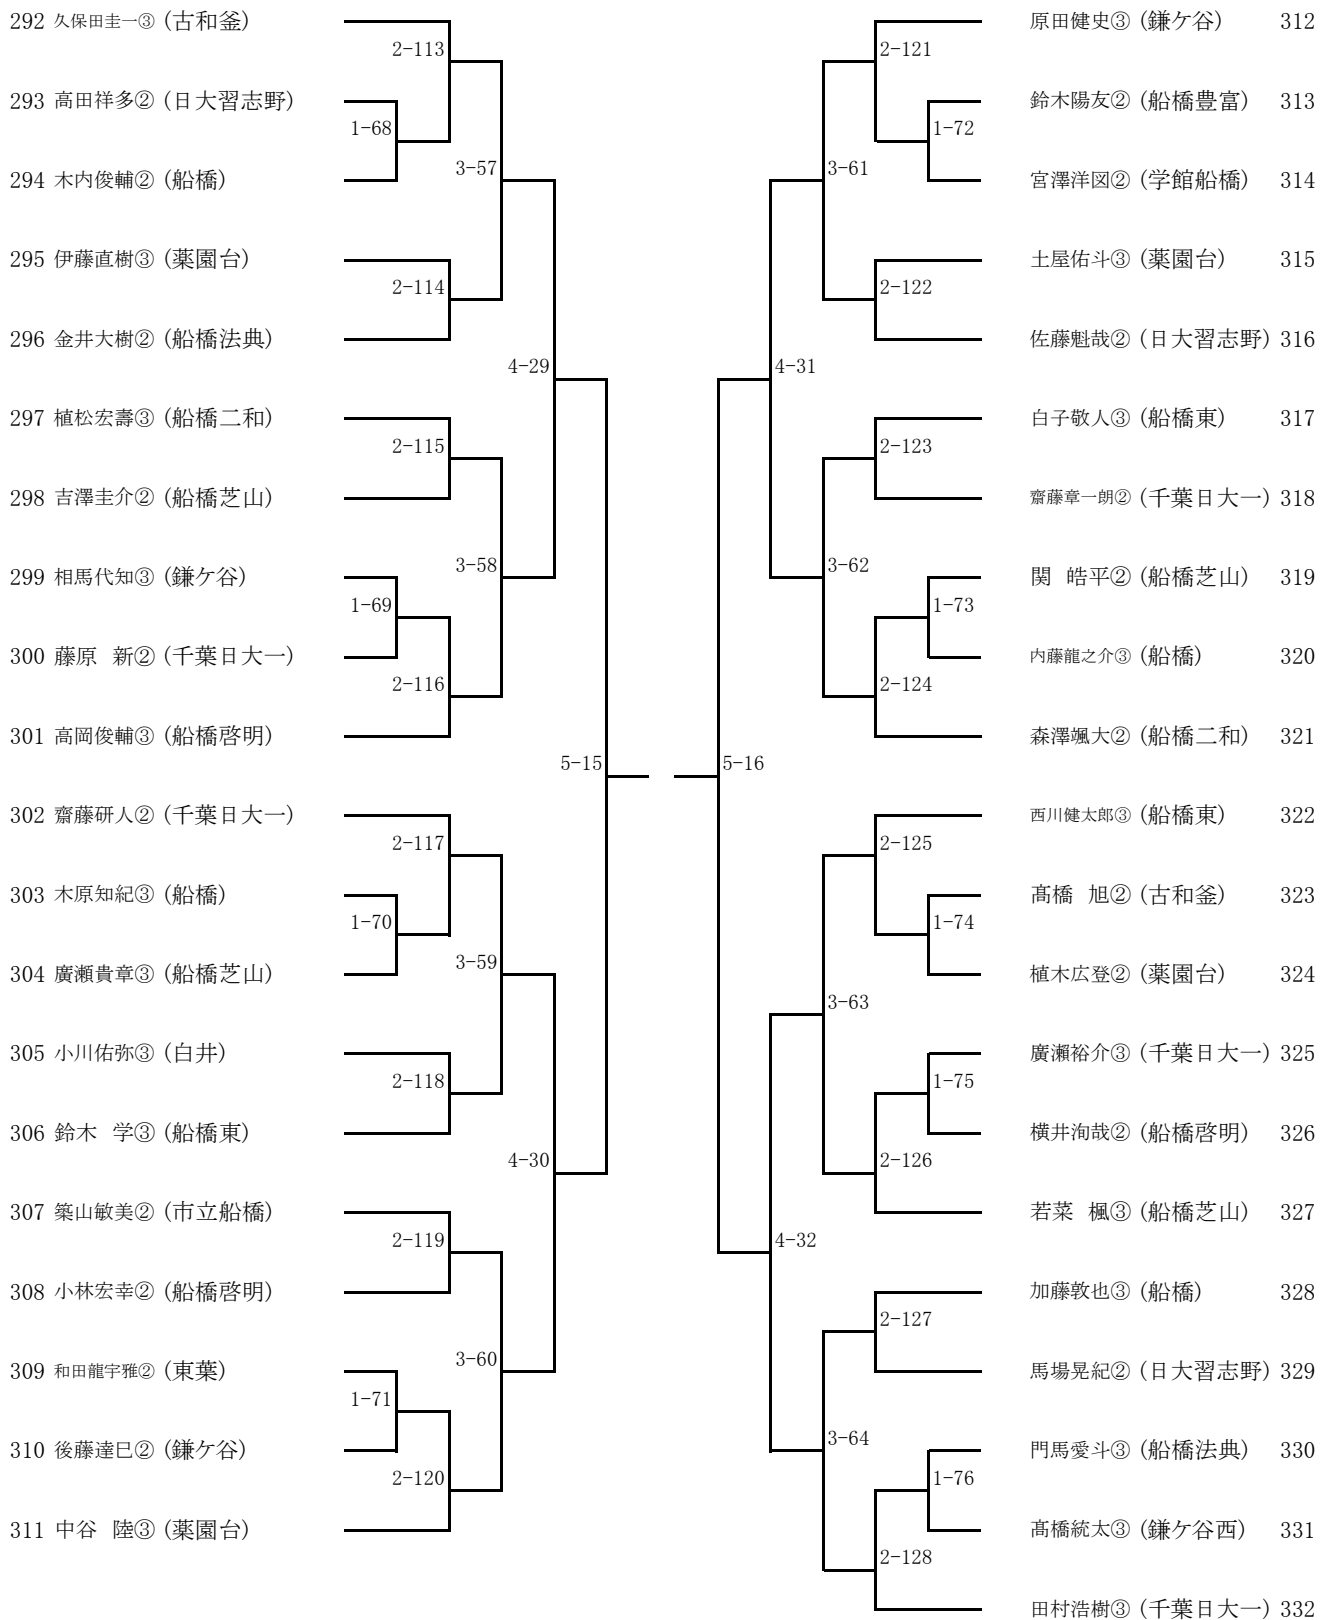 292 久保田圭一③ (古和釜)
2-113
293 高田祥多② (日大習志野)
1-68
294 木内俊輔② (船橋)
3-57
295 伊藤直樹③ (薬園台)
2-114
296 金井大樹② (船橋法典)
4-29
297 植松宏壽③ (船橋二和)
2-115
298 吉澤圭介② (船橋芝山)
3-58
299 相馬代知③ (鎌ケ谷)
1-69
300 藤原 新② (千葉日大一)
2-116
301 高岡俊輔③ (船橋啓明)
5-15
302 齋藤研人② (千葉日大一)
2-117
303 木原知紀③ (船橋)
1-70
304 廣瀬貴章③ (船橋芝山)
3-59
305 小川佑弥③ (白井)
2-118
306 鈴木 学③ (船橋東)
4-30
307 築山敏美② (市立船橋)
2-119
308 小林宏幸② (船橋啓明)
3-60
309 和田龍宇雅② (東葉)
1-71
310 後藤達巳② (鎌ケ谷)
2-120
311 中谷 陸③ (薬園台)
原田健史③ (鎌ケ谷) 312
2-121
鈴木陽友② (船橋豊富) 313
1-72
宮澤洋図② (学館船橋) 314
3-61
土屋佑斗③ (薬園台) 315
2-122
佐藤魁哉② (日大習志野) 316
4-31
白子敬人③ (船橋東) 317
2-123
齋藤章一朗② (千葉日大一) 318
3-62
関 皓平② (船橋芝山) 319
1-73
内藤龍之介③ (船橋) 320
2-124
森澤颯大② (船橋二和) 321
5-16
西川健太郎③ (船橋東) 322
2-125
髙橋 旭② (古和釜) 323
1-74
植木広登② (薬園台) 324
3-63
廣瀬裕介③ (千葉日大一) 325
1-75
横井洵哉② (船橋啓明) 326
2-126
若菜 楓③ (船橋芝山) 327
4-32
加藤敦也③ (船橋) 328
2-127
馬場晃紀② (日大習志野) 329
3-64
門馬愛斗③ (船橋法典) 330
1-76
髙橋統太③ (鎌ケ谷西) 331
2-128
田村浩樹③ (千葉日大一) 332